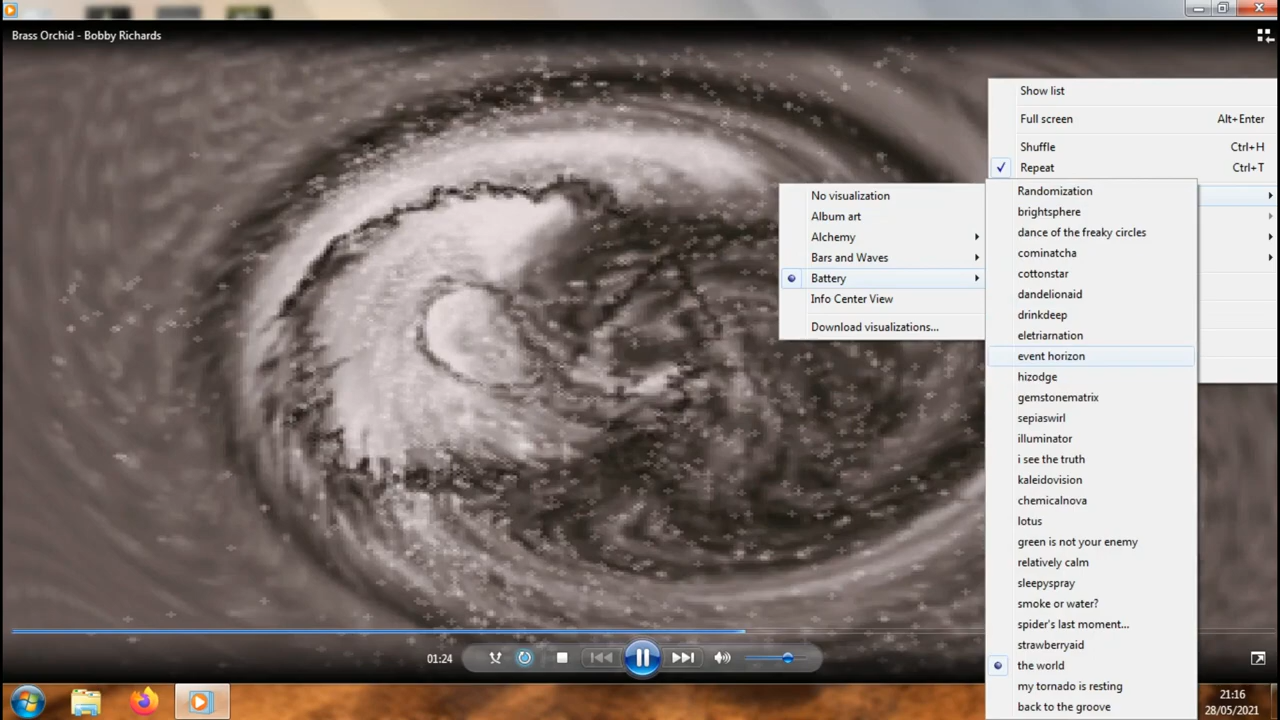 Brass Orchid - Bobby Richards
Show list
Full screen Alt+Enter
Shuffle Ctrl+H
Repeat Ctrl+T
No visualization
Album art
Alchemy
Bars and Waves
Battery
Info Center View
Download visualizations...
Randomization
brightsphere
dance of the freaky circles
cominatcha
cottonstar
dandelionaid
drinkdeep
eletriarnation
event horizon
hizodge
gemstonematrix
sepiaswirl
illuminator
i see the truth
kaleidovision
chemicalnova
lotus
green is not your enemy
relatively calm
sleepyspray
smoke or water?
spider's last moment...
strawberryaid
the world
my tornado is resting
back to the groove
01:24
21:16
28/05/2021